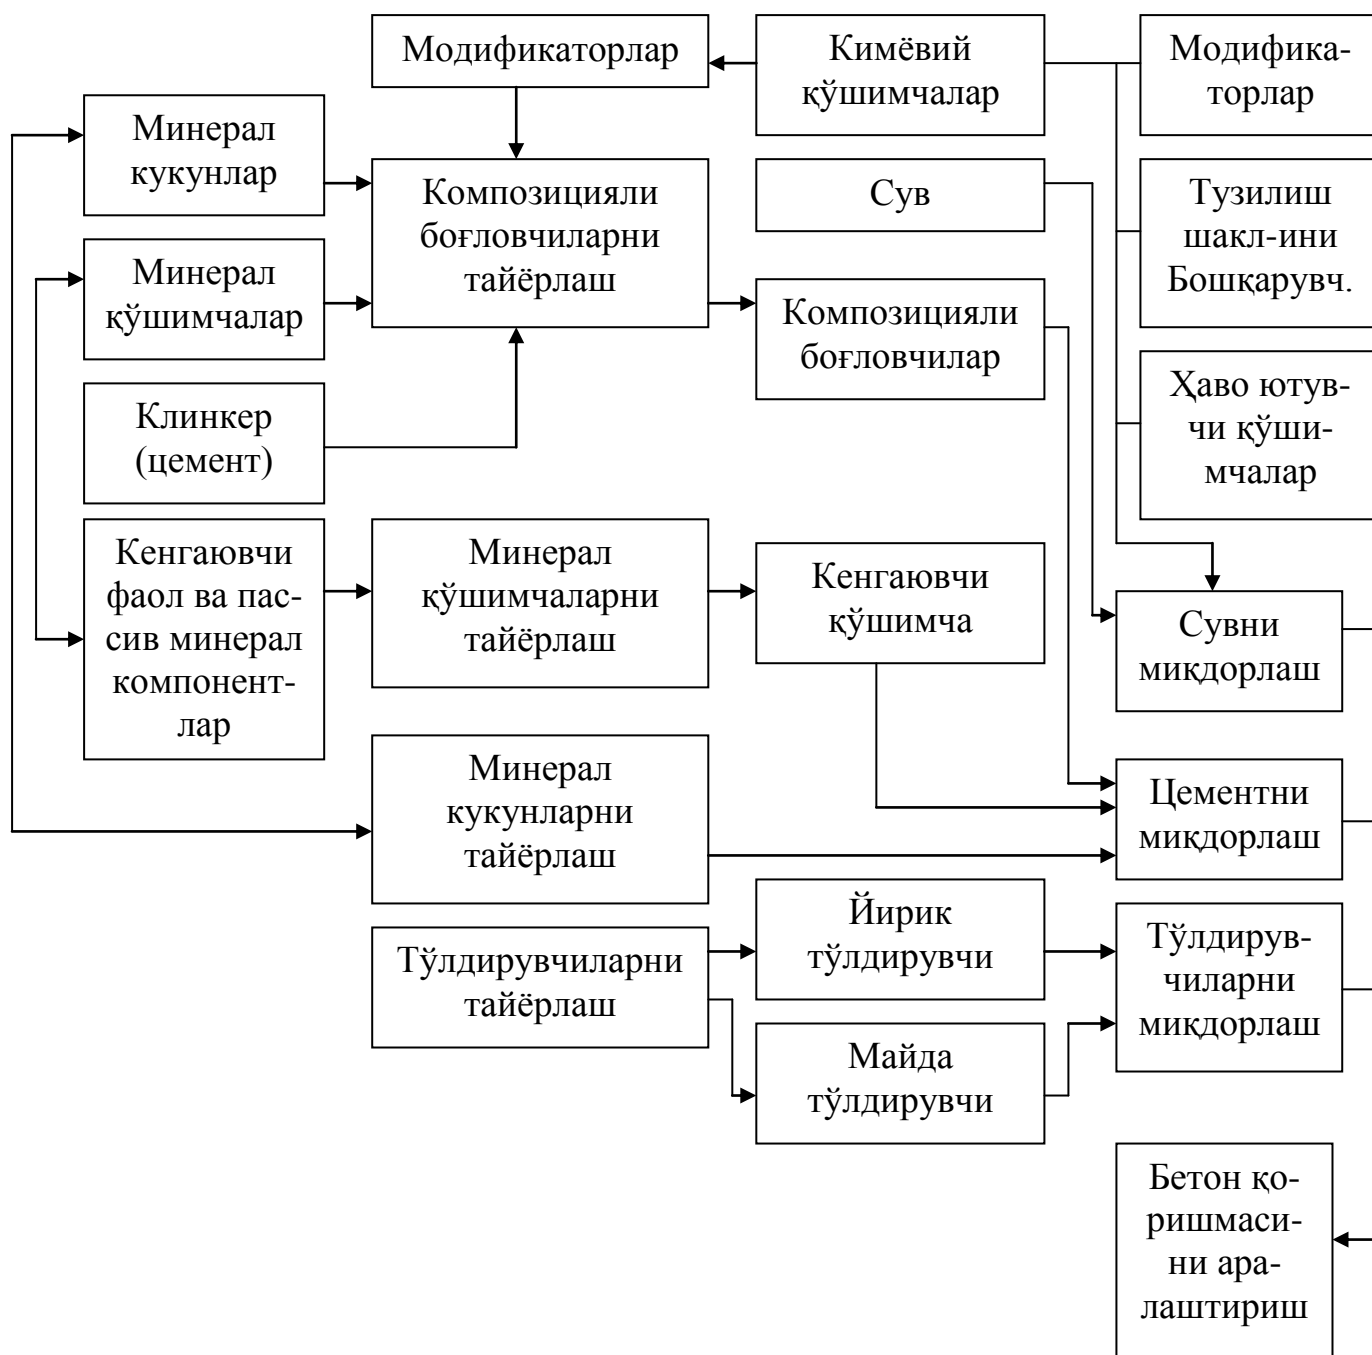 Модификаторлар
Кимёвий
қўшимчалар
Модифика-
торлар
Минерал
кукунлар
Композицияли
боғловчиларни
тайёрлаш
Сув
Тузилиш
шакл-ини
Бошқарувч.
Минерал
қўшимчалар
Композицияли
боғловчилар
Ҳаво ютув-
чи қўши-
мчалар
Клинкер
(цемент)
Кенгаювчи
фаол ва пас-
сив минерал
компонент-
лар
Минерал
қўшимчаларни
тайёрлаш
Кенгаювчи
қўшимча
Сувни
миқдорлаш
Минерал
кукунларни
тайёрлаш
Цементни
миқдорлаш
Тўлдирувчиларни
тайёрлаш
Йирик
тўлдирувчи
Тўлдирув-
чиларни
миқдорлаш
Майда
тўлдирувчи
Бетон қо-
ришмаси-
ни ара-
лаштириш